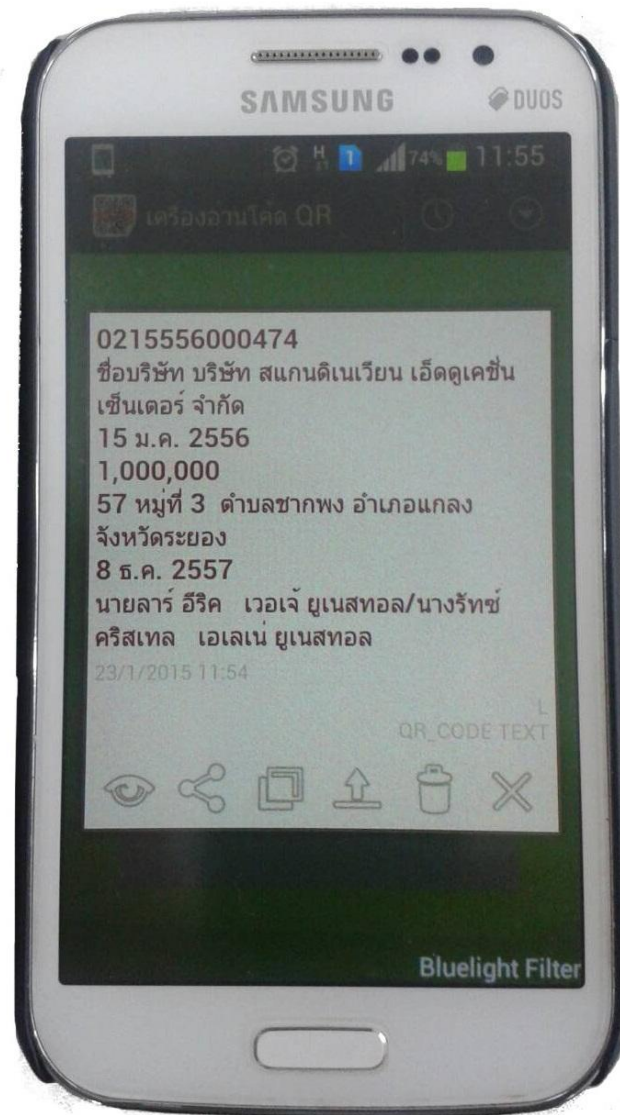 SAMSUNG DUOS
H 1 74% 11:55
เครื่องอ่านโค้ด QR
0215556000474
ชื่อบริษัท บริษัท สแกนดิเนเวียน เอ็ดดูเคชั่น
เซ็นเตอร์ จำกัด
15 ม.ค. 2556
1,000,000
57 หมู่ที่ 3 ตำบลชากพง อำเภอแกลง
จังหวัดระยอง
8 ธ.ค. 2557
นายลาร์ อีริค เวอเจ้ ยูเนสทอล/นางรัทซ์
คริสเทล เอเลเน่ ยูเนสทอล
23/1/2015 11:54
L
QR_CODE TEXT
Bluelight Filter